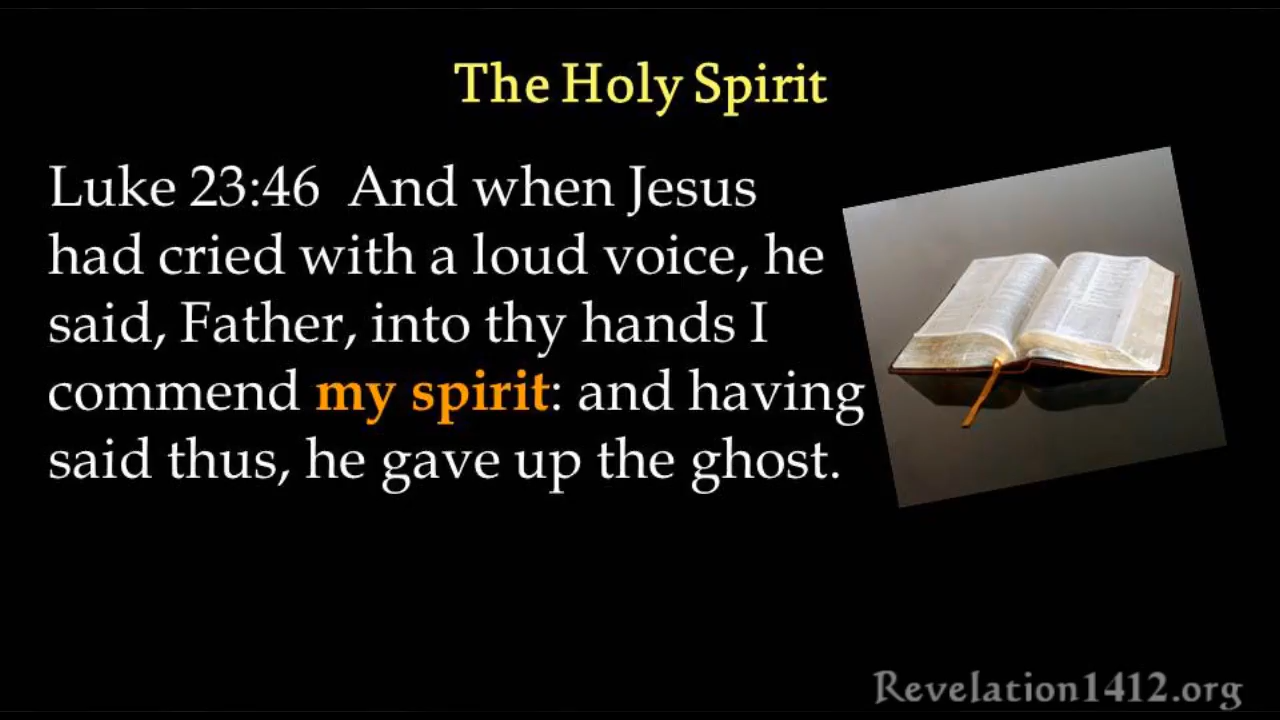 The Holy Spirit
Luke 23:46  And when Jesus
had cried with a loud voice, he
said, Father, into thy hands I
commend my spirit: and having
said thus, he gave up the ghost.
Revelation1412.org